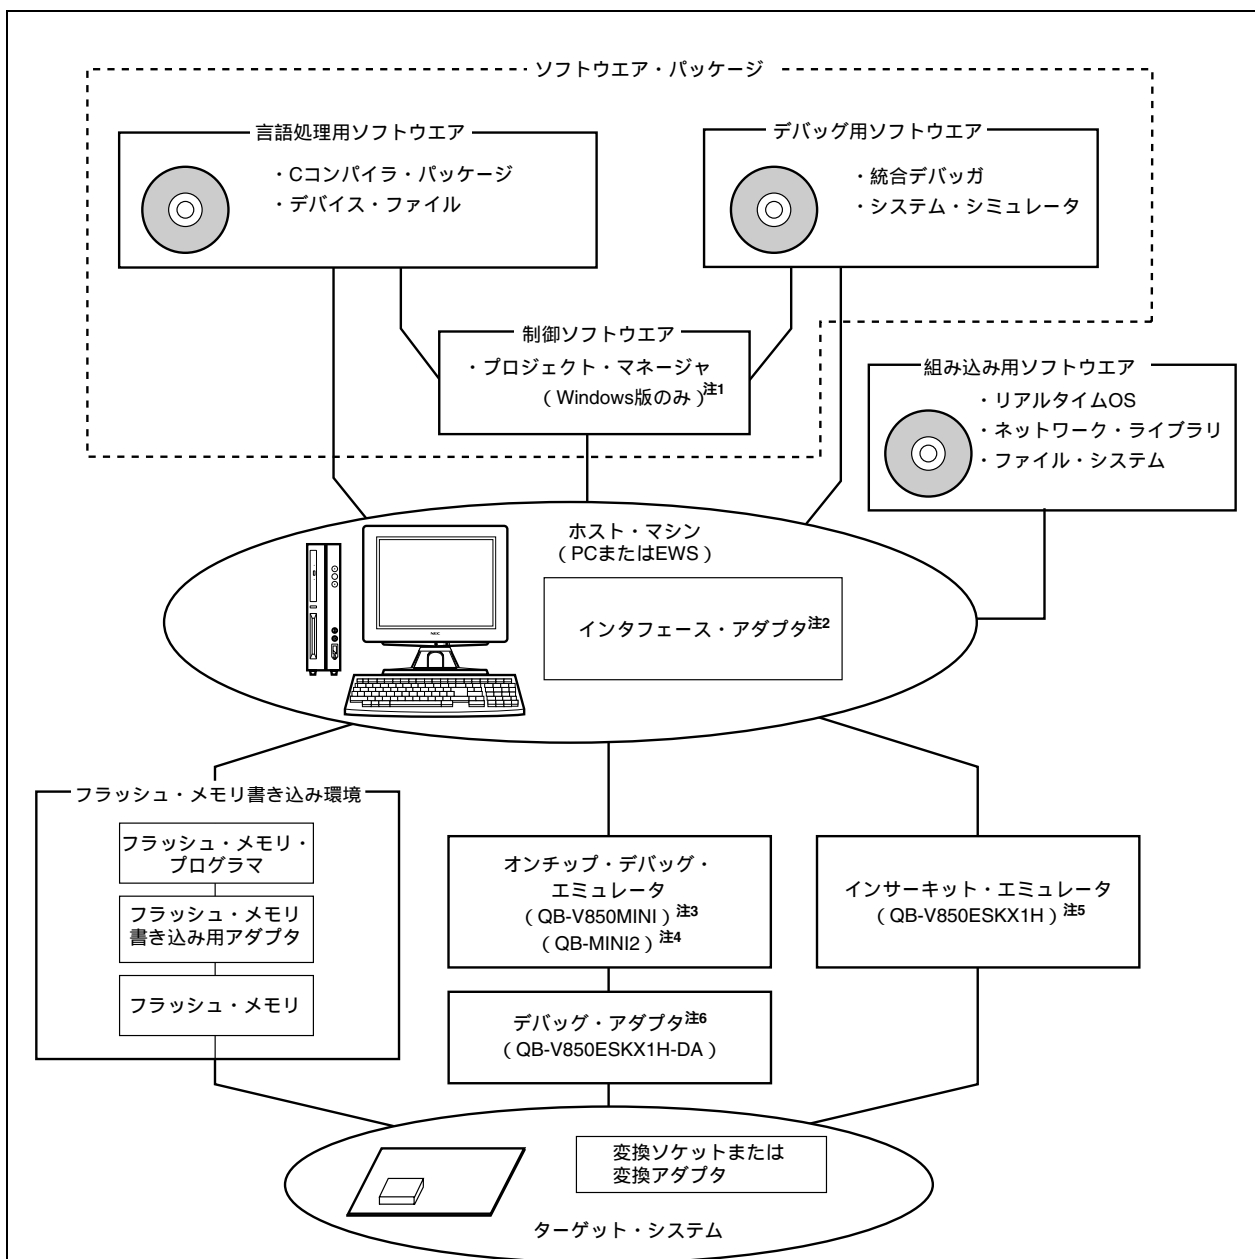 ソフトウエア・パッケージ
言語処理用ソフトウエア
・Cコンパイラ・パッケージ
・デバイス・ファイル
デバッグ用ソフトウエア
・統合デバッガ
・システム・シミュレータ
制御ソフトウエア
・プロジェクト・マネージャ
（Windows版のみ）注1
組み込み用ソフトウエア
・リアルタイムOS
・ネットワーク・ライブラリ
・ファイル・システム
ホスト・マシン
（PCまたはEWS）
インタフェース・アダプタ注2
NEC
フラッシュ・メモリ書き込み環境
フラッシュ・メモリ・
プログラマ
フラッシュ・メモリ
書き込み用アダプタ
フラッシュ・メモリ
オンチップ・デバッグ・
エミュレータ
（QB-V850MINI）注3
（QB-MINI2）注4
インサーキット・エミュレータ
（QB-V850ESKX1H）注5
デバッグ・アダプタ注6
（QB-V850ESKX1H-DA）
変換ソケットまたは
変換アダプタ
ターゲット・システム